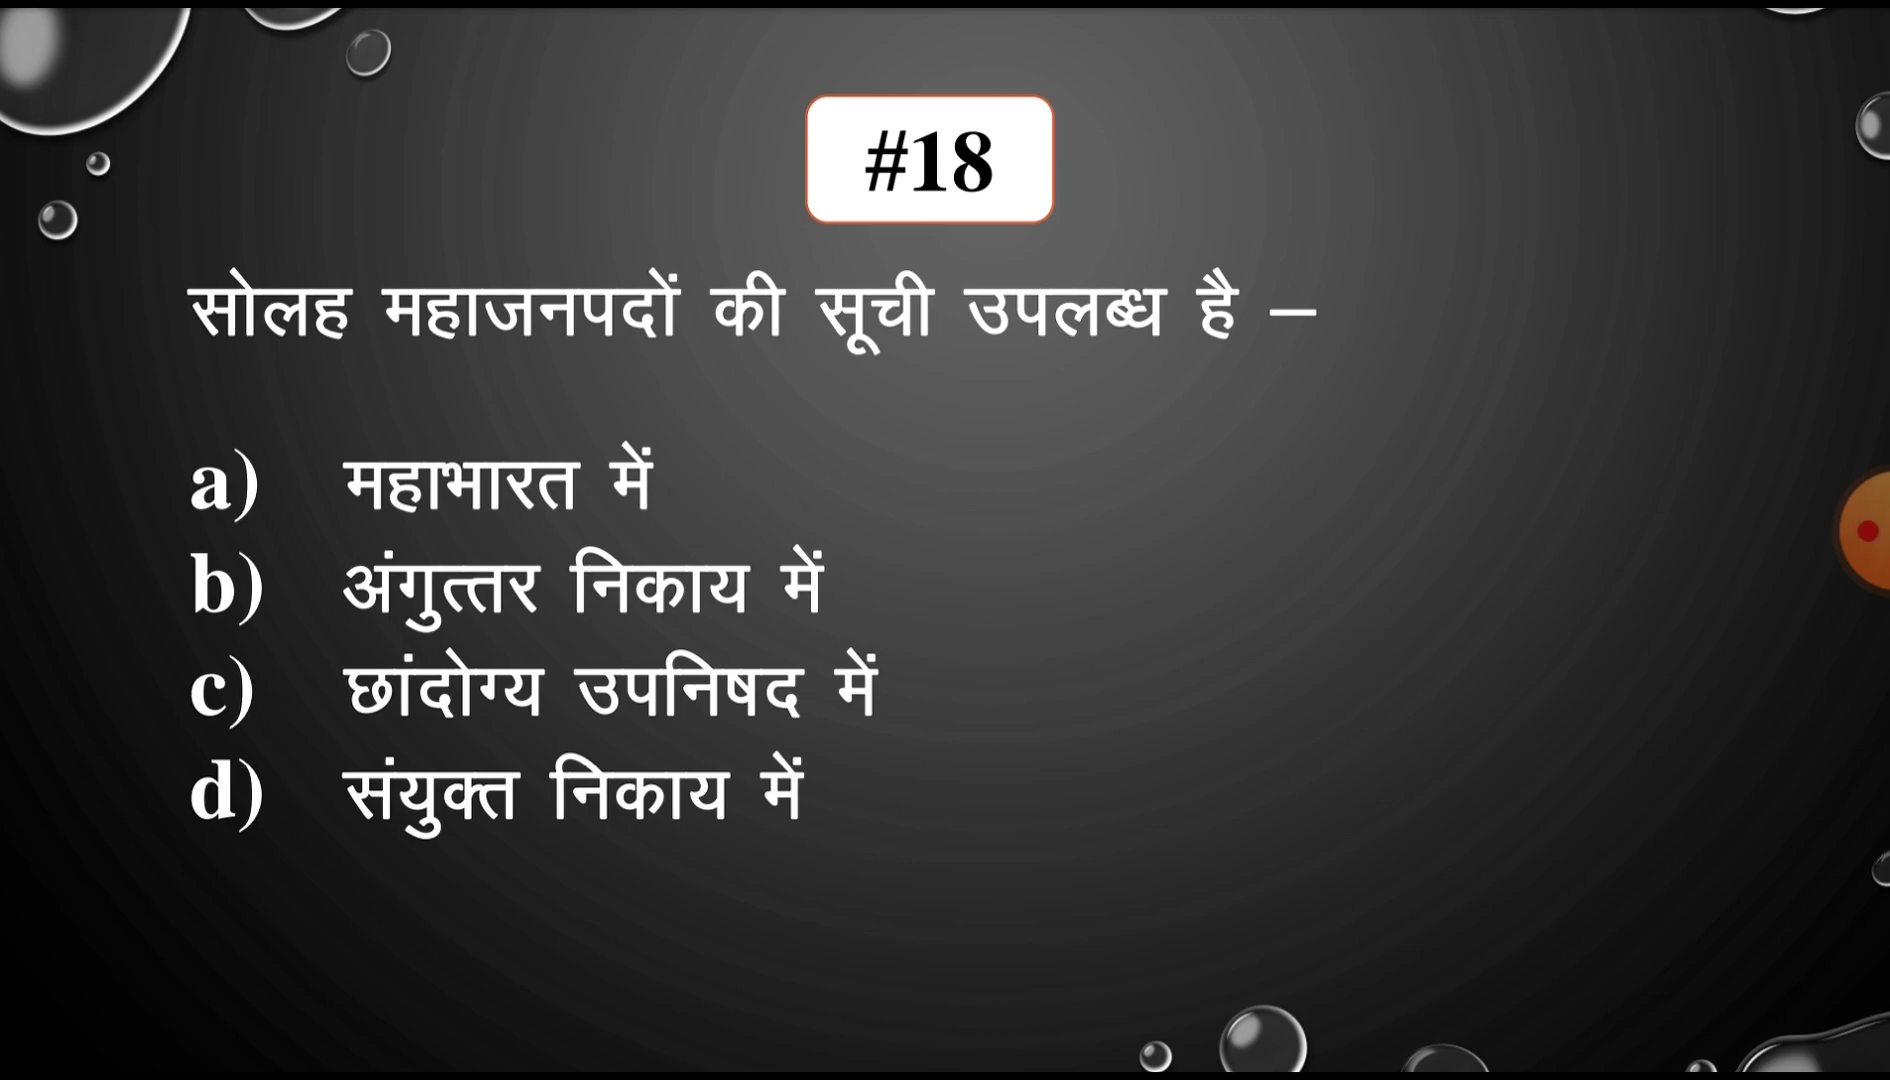 #18
सोलह महाजनपदों की सूची उपलब्ध है –
a) महाभारत में
b) अंगुत्तर निकाय में
c) छांदोग्य उपनिषद में
d) संयुक्त निकाय में